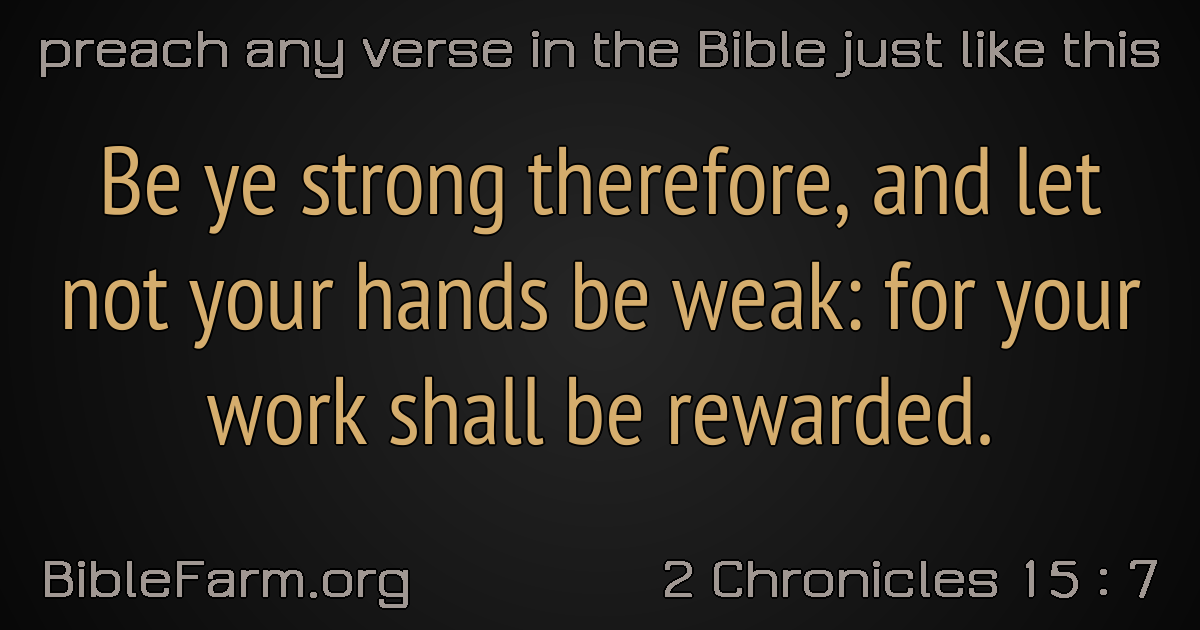 preach any verse in the Bible just like this
Be ye strong therefore, and let
not your hands be weak: for your
work shall be rewarded.
BibleFarm.org
2 Chronicles 15 : 7